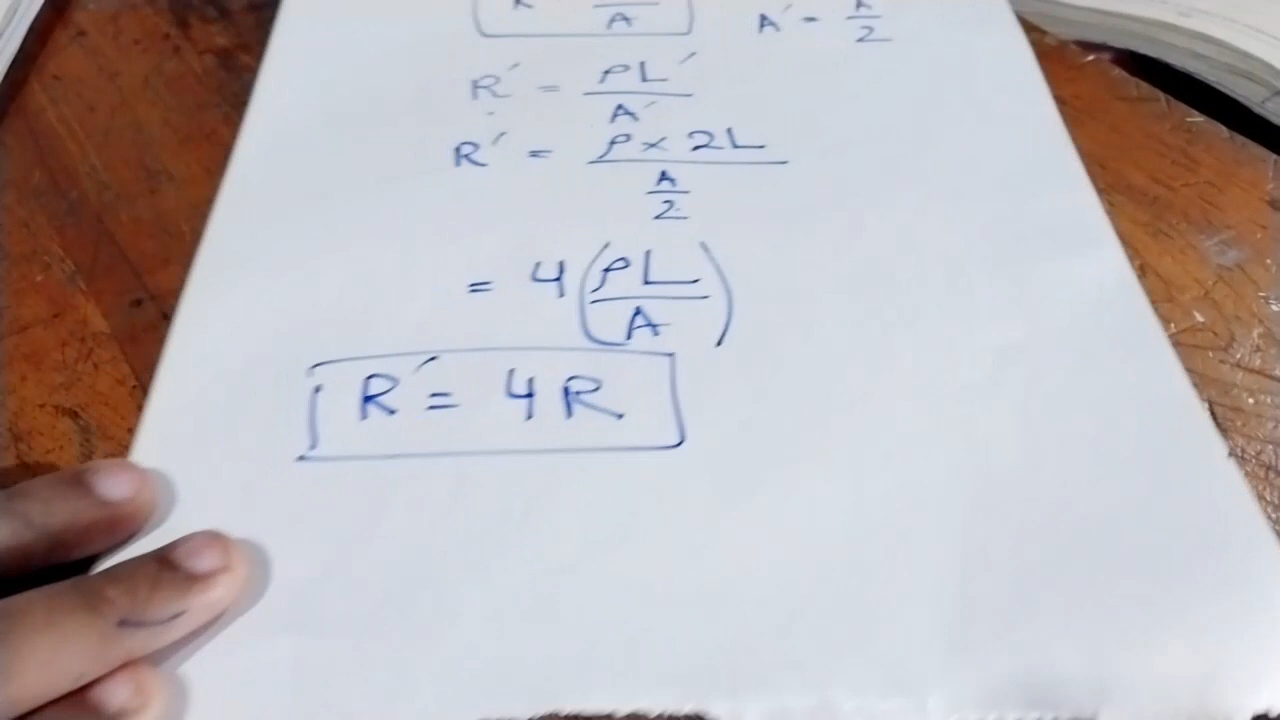 A
A' = A/2
R' = ρL'/A'
R' = ρ × 2L / A/2
= 4 (ρL/A)
R' = 4R